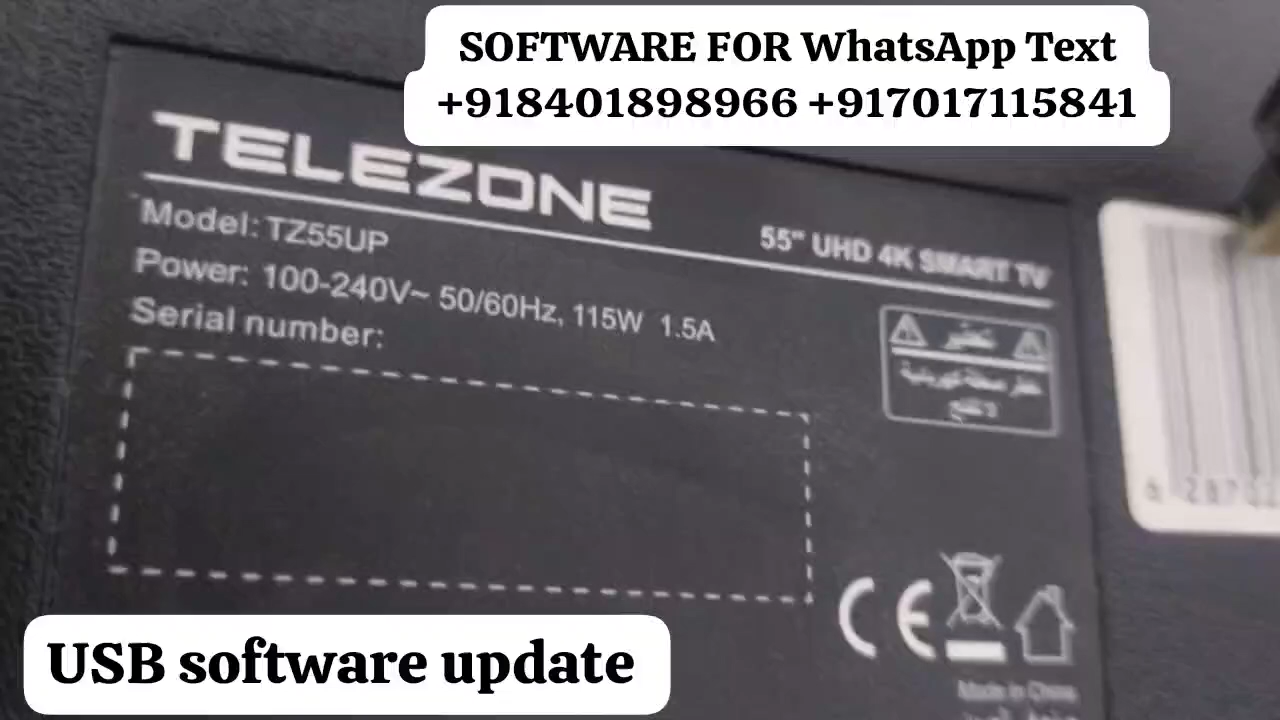 SOFTWARE FOR WhatsApp Text
+918401898966 +917017115841
TELEZONE
Model: TZ55UP
55" UHD 4K SMART TV
Power: 100-240V~ 50/60Hz, 115W 1.5A
Serial number:
CE
Made in China
USB software update